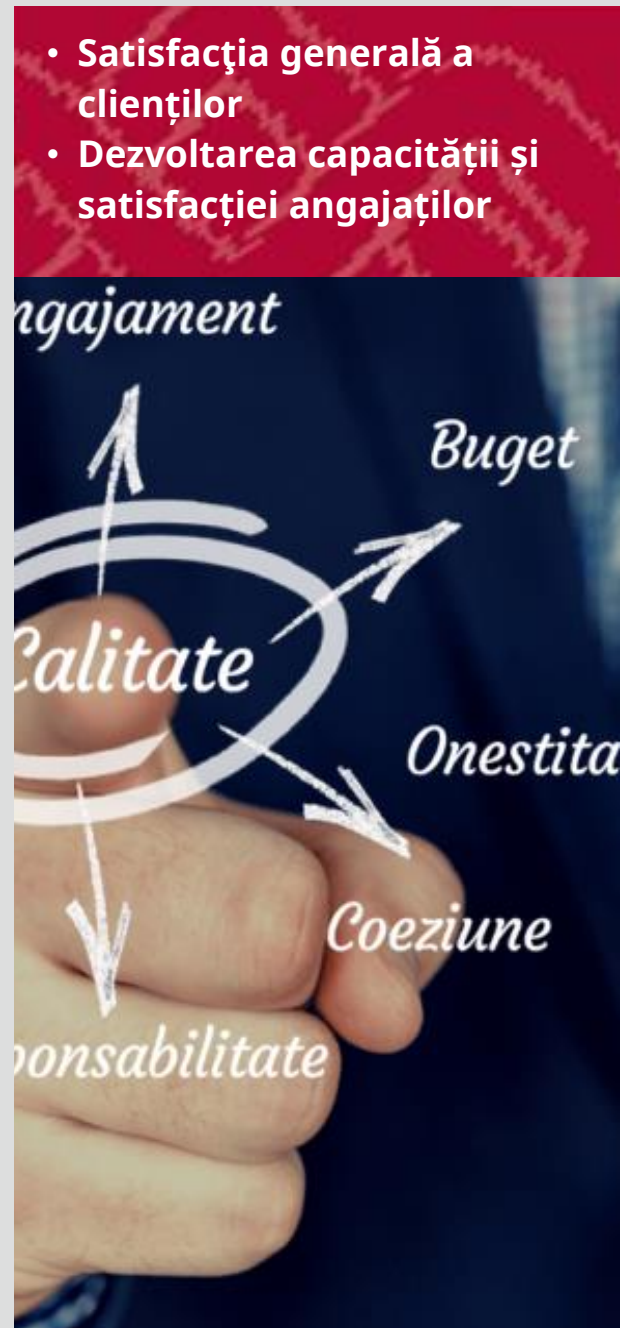 • Satisfacţia generală a
clienților
• Dezvoltarea capacității și
satisfacției angajaților
ngajament
Buget
Calitate
Onestita
Coeziune
ponsabilitate